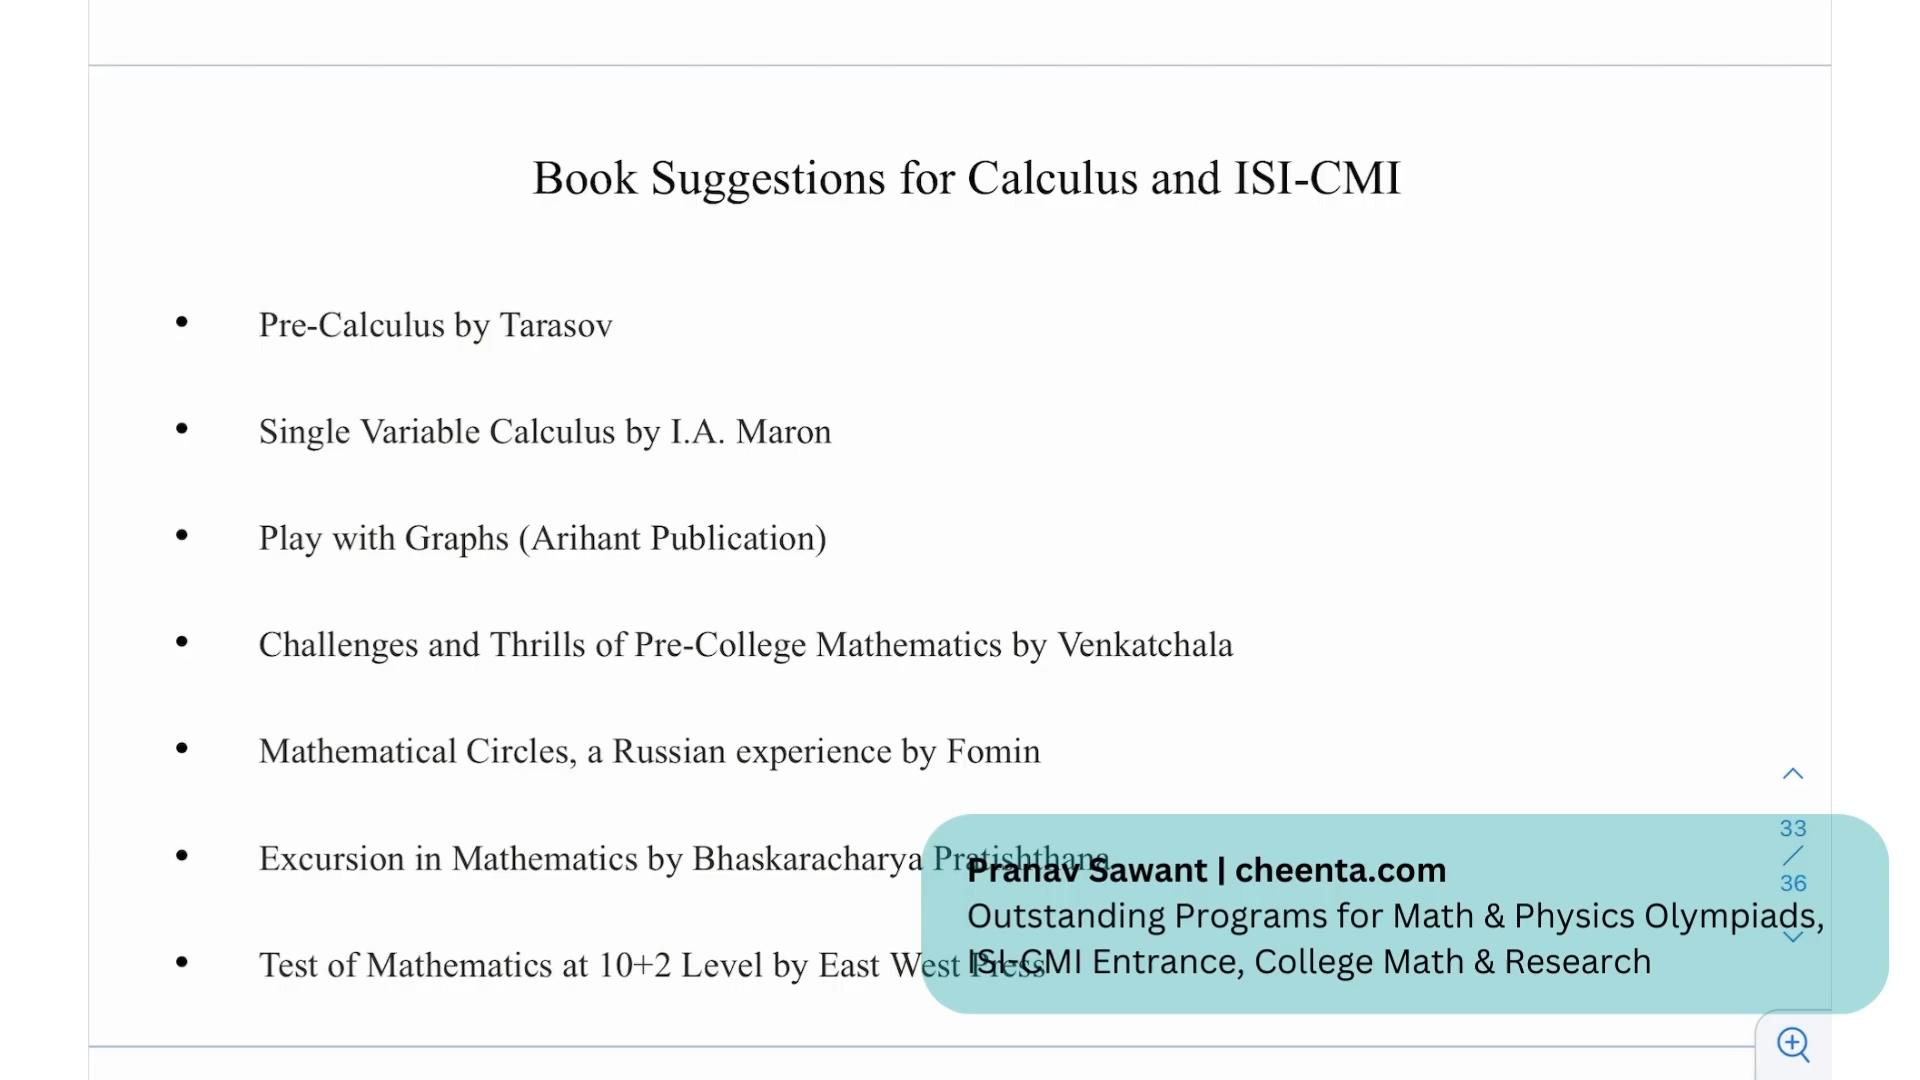 Book Suggestions for Calculus and ISI-CMI
• Pre-Calculus by Tarasov
• Single Variable Calculus by I.A. Maron
• Play with Graphs (Arihant Publication)
• Challenges and Thrills of Pre-College Mathematics by Venkatchala
• Mathematical Circles, a Russian experience by Fomin
• Excursion in Mathematics by Bhaskaracharya Pratishthana
• Test of Mathematics at 10+2 Level by East West Press
Pranav Sawant | cheenta.com
Outstanding Programs for Math & Physics Olympiads,
ISI-CMI Entrance, College Math & Research
33
/
36